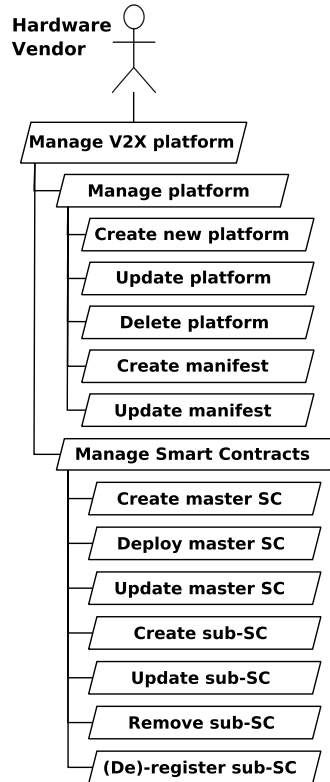 Hardware
Vendor
Manage V2X platform
Manage platform
Create new platform
Update platform
Delete platform
Create manifest
Update manifest
Manage Smart Contracts
Create master SC
Deploy master SC
Update master SC
Create sub-SC
Update sub-SC
Remove sub-SC
(De)-register sub-SC